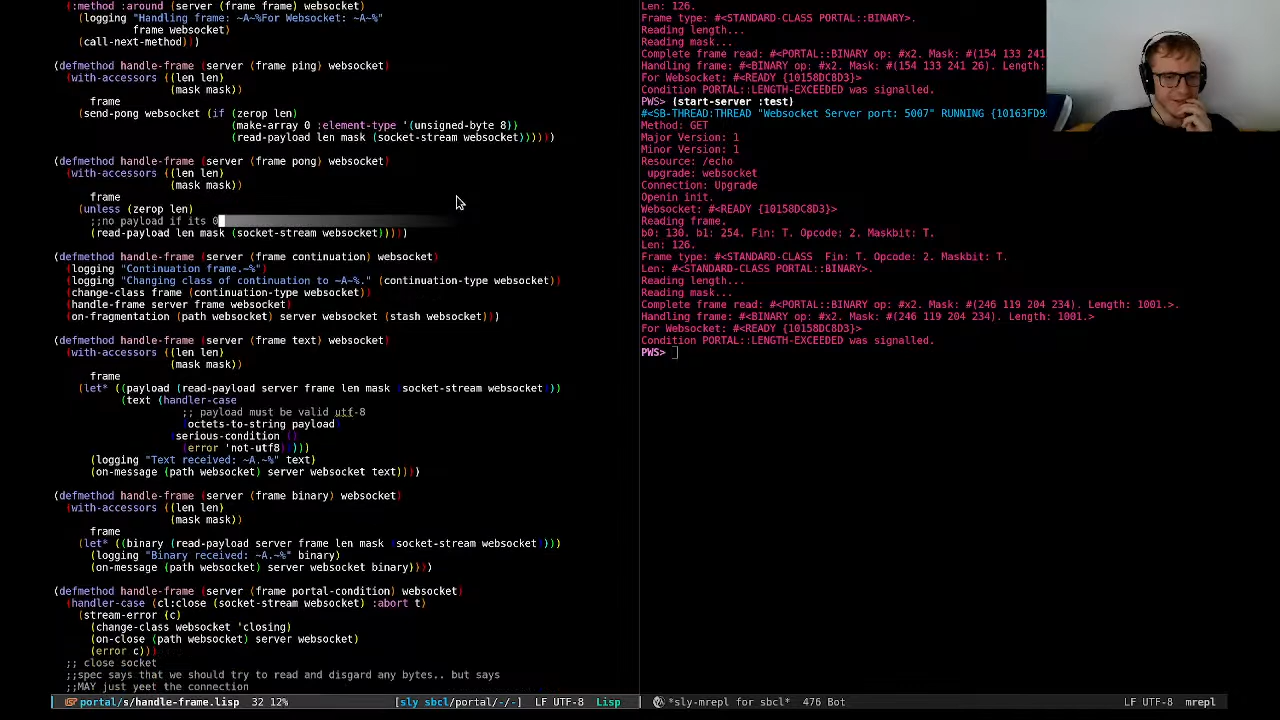 (:method :around (server (frame frame) websocket)
(logging "Handling frame: ~A~%For Websocket: ~A~%"
frame websocket)
(call-next-method)))
(defmethod handle-frame (server (frame ping) websocket)
(with-accessors ((len len)
(mask mask))
frame
(send-pong websocket (if (zerop len)
(make-array 0 :element-type '(unsigned-byte 8))
(read-payload len mask (socket-stream websocket))))))
(defmethod handle-frame (server (frame pong) websocket)
(with-accessors ((len len)
(mask mask))
frame
(unless (zerop len)
;;no payload if its 0
(read-payload len mask (socket-stream websocket)))))
(defmethod handle-frame (server (frame continuation) websocket)
(logging "Continuation frame.~%")
(logging "Changing class of continuation to ~A~%." (continuation-type websocket))
(change-class frame (continuation-type websocket))
(handle-frame server frame websocket)
(on-fragmentation (path websocket) server websocket (stash websocket)))
(defmethod handle-frame (server (frame text) websocket)
(with-accessors ((len len)
(mask mask))
frame
(let* ((payload (read-payload server frame len mask (socket-stream websocket)))
(text (handler-case
;; payload must be valid utf-8
(octets-to-string payload)
(serious-condition ()
(error 'not-utf8)))))
(logging "Text received: ~A.~%" text)
(on-message (path websocket) server websocket text))))
(defmethod handle-frame (server (frame binary) websocket)
(with-accessors ((len len)
(mask mask))
frame
(let* ((binary (read-payload server frame len mask (socket-stream websocket))))
(logging "Binary received: ~A.~%" binary)
(on-message (path websocket) server websocket binary))))
(defmethod handle-frame (server (frame portal-condition) websocket)
(handler-case (cl:close (socket-stream websocket) :abort t)
(stream-error (c)
(change-class websocket 'closing)
(on-close (path websocket) server websocket)
(error c)))
;; close socket
;;spec says that we should try to read and disgard any bytes.. but says
;;MAY just yeet the connection
portal/s/handle-frame.lisp 32 12% [sly sbcl/portal/-/-] LF UTF-8 Lisp
Len: 126.
Frame type: #<STANDARD-CLASS PORTAL::BINARY>.
Reading length...
Reading mask...
Complete frame read: #<PORTAL::BINARY op: #x2. Mask: #(154 133 241
Handling frame: #<BINARY op: #x2. Mask: #(154 133 241 26). Length:
For Websocket: #<READY {10158DC8D3}>
Condition PORTAL::LENGTH-EXCEEDED was signalled.
PWS> (start-server :test)
#<SB-THREAD:THREAD "Websocket Server port: 5007" RUNNING {10163FD9
Method: GET
Major Version: 1
Minor Version: 1
Resource: /echo
upgrade: websocket
Connection: Upgrade
Openin init.
Websocket: #<READY {10158DC8D3}>
Reading frame.
b0: 130. b1: 254. Fin: T. Opcode: 2. Maskbit: T.
Len: 126.
Frame type: #<STANDARD-CLASS  Fin: T. Opcode: 2. Maskbit: T.
Len: #<STANDARD-CLASS PORTAL::BINARY>.
Reading length...
Reading mask...
Complete frame read: #<PORTAL::BINARY op: #x2. Mask: #(246 119 204 234). Length: 1001.>.
Handling frame: #<BINARY op: #x2. Mask: #(246 119 204 234). Length: 1001.>
For Websocket: #<READY {10158DC8D3}>
Condition PORTAL::LENGTH-EXCEEDED was signalled.
PWS>
*sly-mrepl for sbcl* 476 Bot LF UTF-8 mrepl